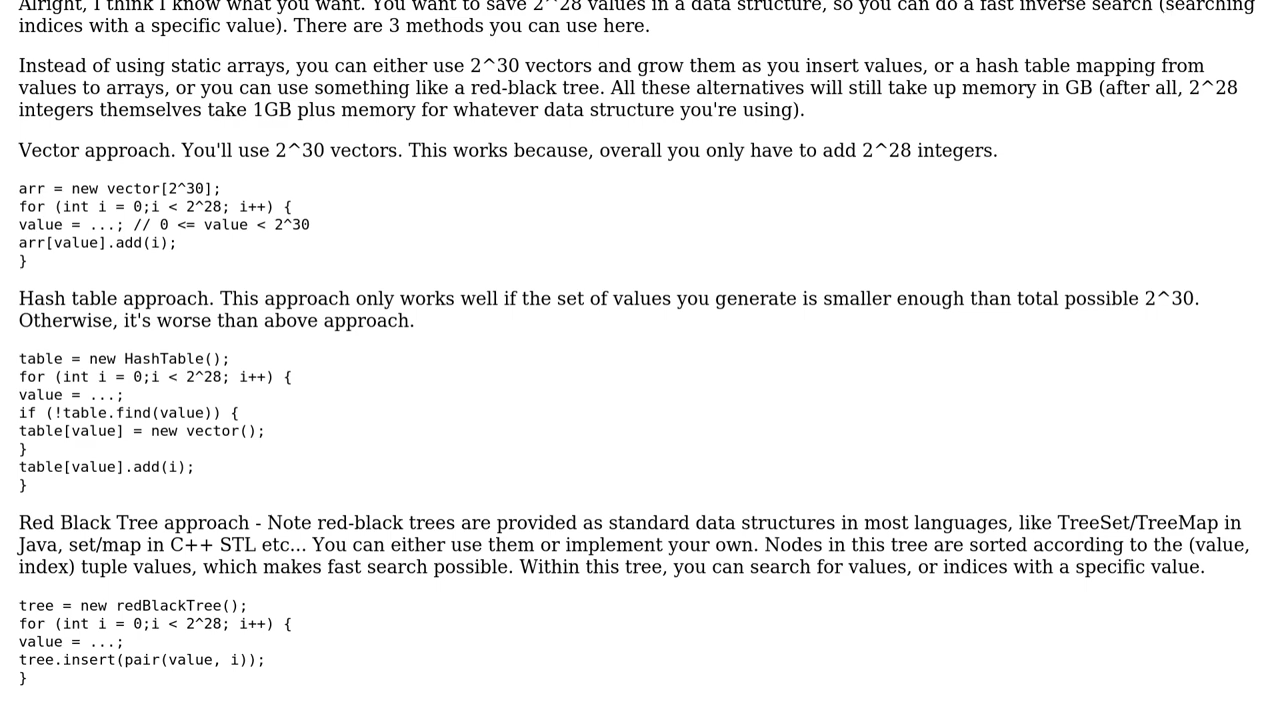 Alright, I think I know what you want. You want to save 2^28 values in a data structure, so you can do a fast inverse search (searching
indices with a specific value). There are 3 methods you can use here.
Instead of using static arrays, you can either use 2^30 vectors and grow them as you insert values, or a hash table mapping from
values to arrays, or you can use something like a red-black tree. All these alternatives will still take up memory in GB (after all, 2^28
integers themselves take 1GB plus memory for whatever data structure you're using).
Vector approach. You'll use 2^30 vectors. This works because, overall you only have to add 2^28 integers.
arr = new vector[2^30];
for (int i = 0;i < 2^28; i++) {
value = ...; // 0 <= value < 2^30
arr[value].add(i);
}
Hash table approach. This approach only works well if the set of values you generate is smaller enough than total possible 2^30.
Otherwise, it's worse than above approach.
table = new HashTable();
for (int i = 0;i < 2^28; i++) {
value = ...;
if (!table.find(value)) {
table[value] = new vector();
}
table[value].add(i);
}
Red Black Tree approach - Note red-black trees are provided as standard data structures in most languages, like TreeSet/TreeMap in
Java, set/map in C++ STL etc... You can either use them or implement your own. Nodes in this tree are sorted according to the (value,
index) tuple values, which makes fast search possible. Within this tree, you can search for values, or indices with a specific value.
tree = new redBlackTree();
for (int i = 0;i < 2^28; i++) {
value = ...;
tree.insert(pair(value, i));
}